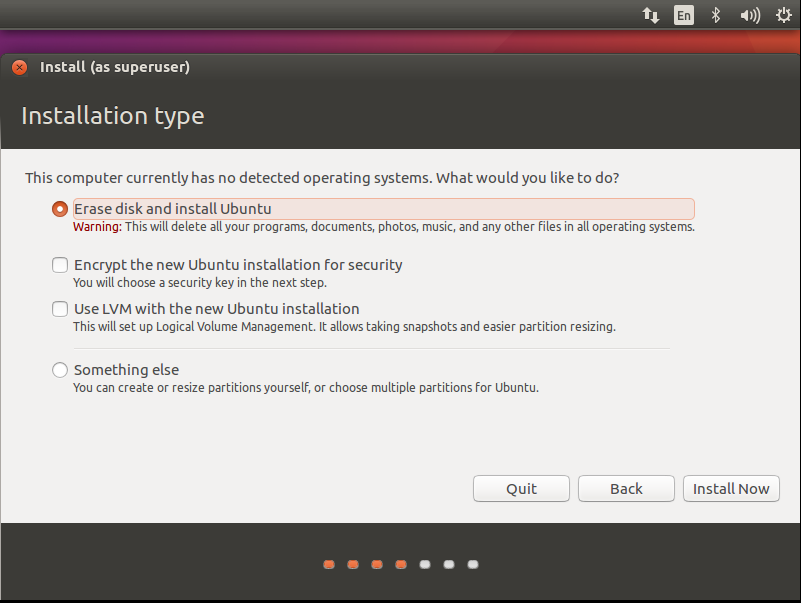 En
Install (as superuser)
Installation type
This computer currently has no detected operating systems. What would you like to do?
Erase disk and install Ubuntu
Warning: This will delete all your programs, documents, photos, music, and any other files in all operating systems.
Encrypt the new Ubuntu installation for security
You will choose a security key in the next step.
Use LVM with the new Ubuntu installation
This will set up Logical Volume Management. It allows taking snapshots and easier partition resizing.
Something else
You can create or resize partitions yourself, or choose multiple partitions for Ubuntu.
Quit Back Install Now